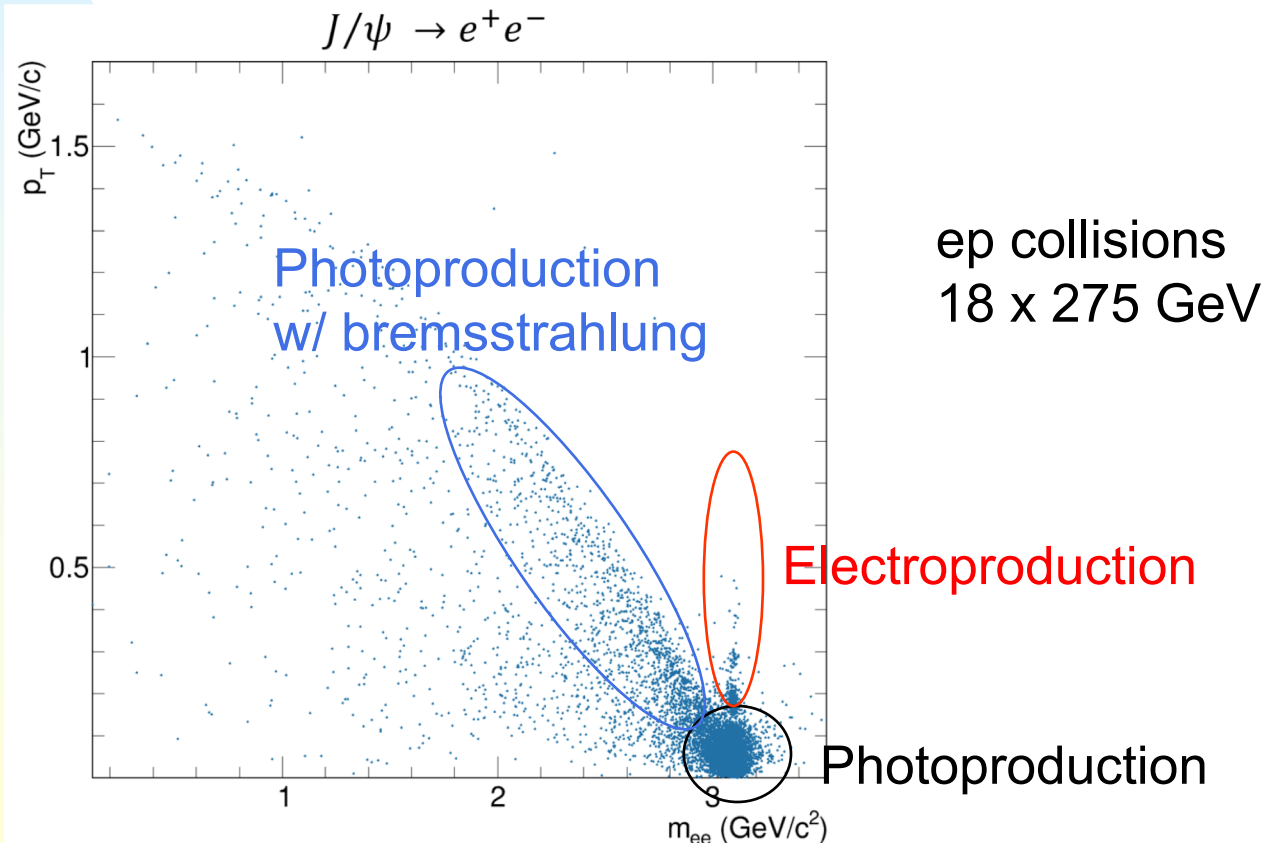 J/ψ → e⁺e⁻
p_T (GeV/c)
1.5
1
0.5
Photoproduction
w/ bremsstrahlung
ep collisions
18 x 275 GeV
Electroproduction
Photoproduction
1 2 3
m_ee (GeV/c²)